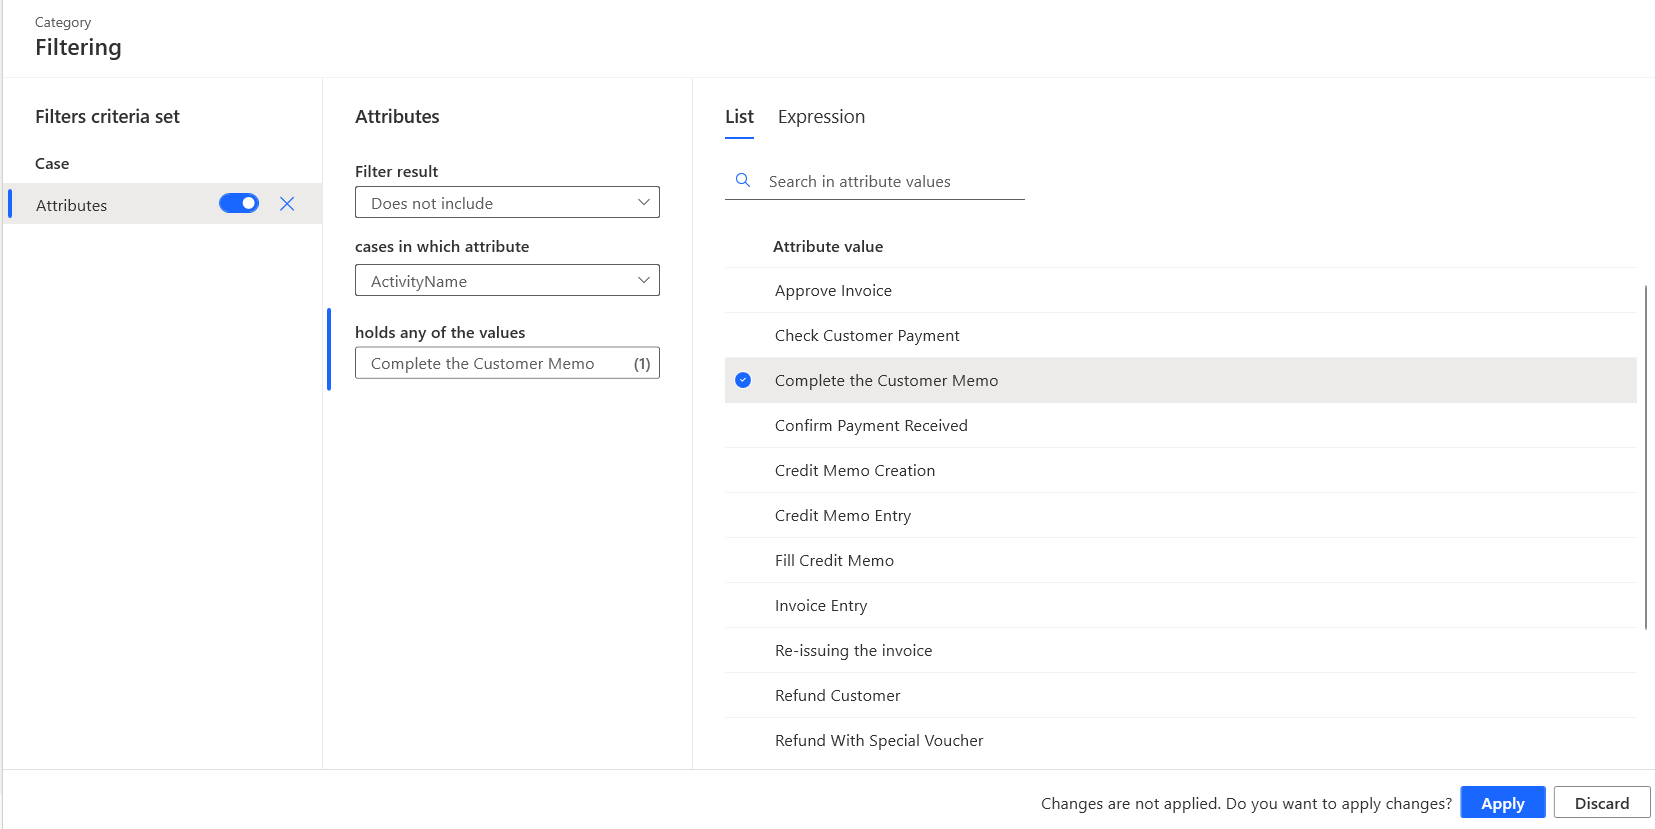 Category
Filtering
Filters criteria set
Case
Attributes
Attributes
Filter result
Does not include
cases in which attribute
ActivityName
holds any of the values
Complete the Customer Memo (1)
List Expression
Search in attribute values
Attribute value
Approve Invoice
Check Customer Payment
Complete the Customer Memo
Confirm Payment Received
Credit Memo Creation
Credit Memo Entry
Fill Credit Memo
Invoice Entry
Re-issuing the invoice
Refund Customer
Refund With Special Voucher
Changes are not applied. Do you want to apply changes? Apply Discard